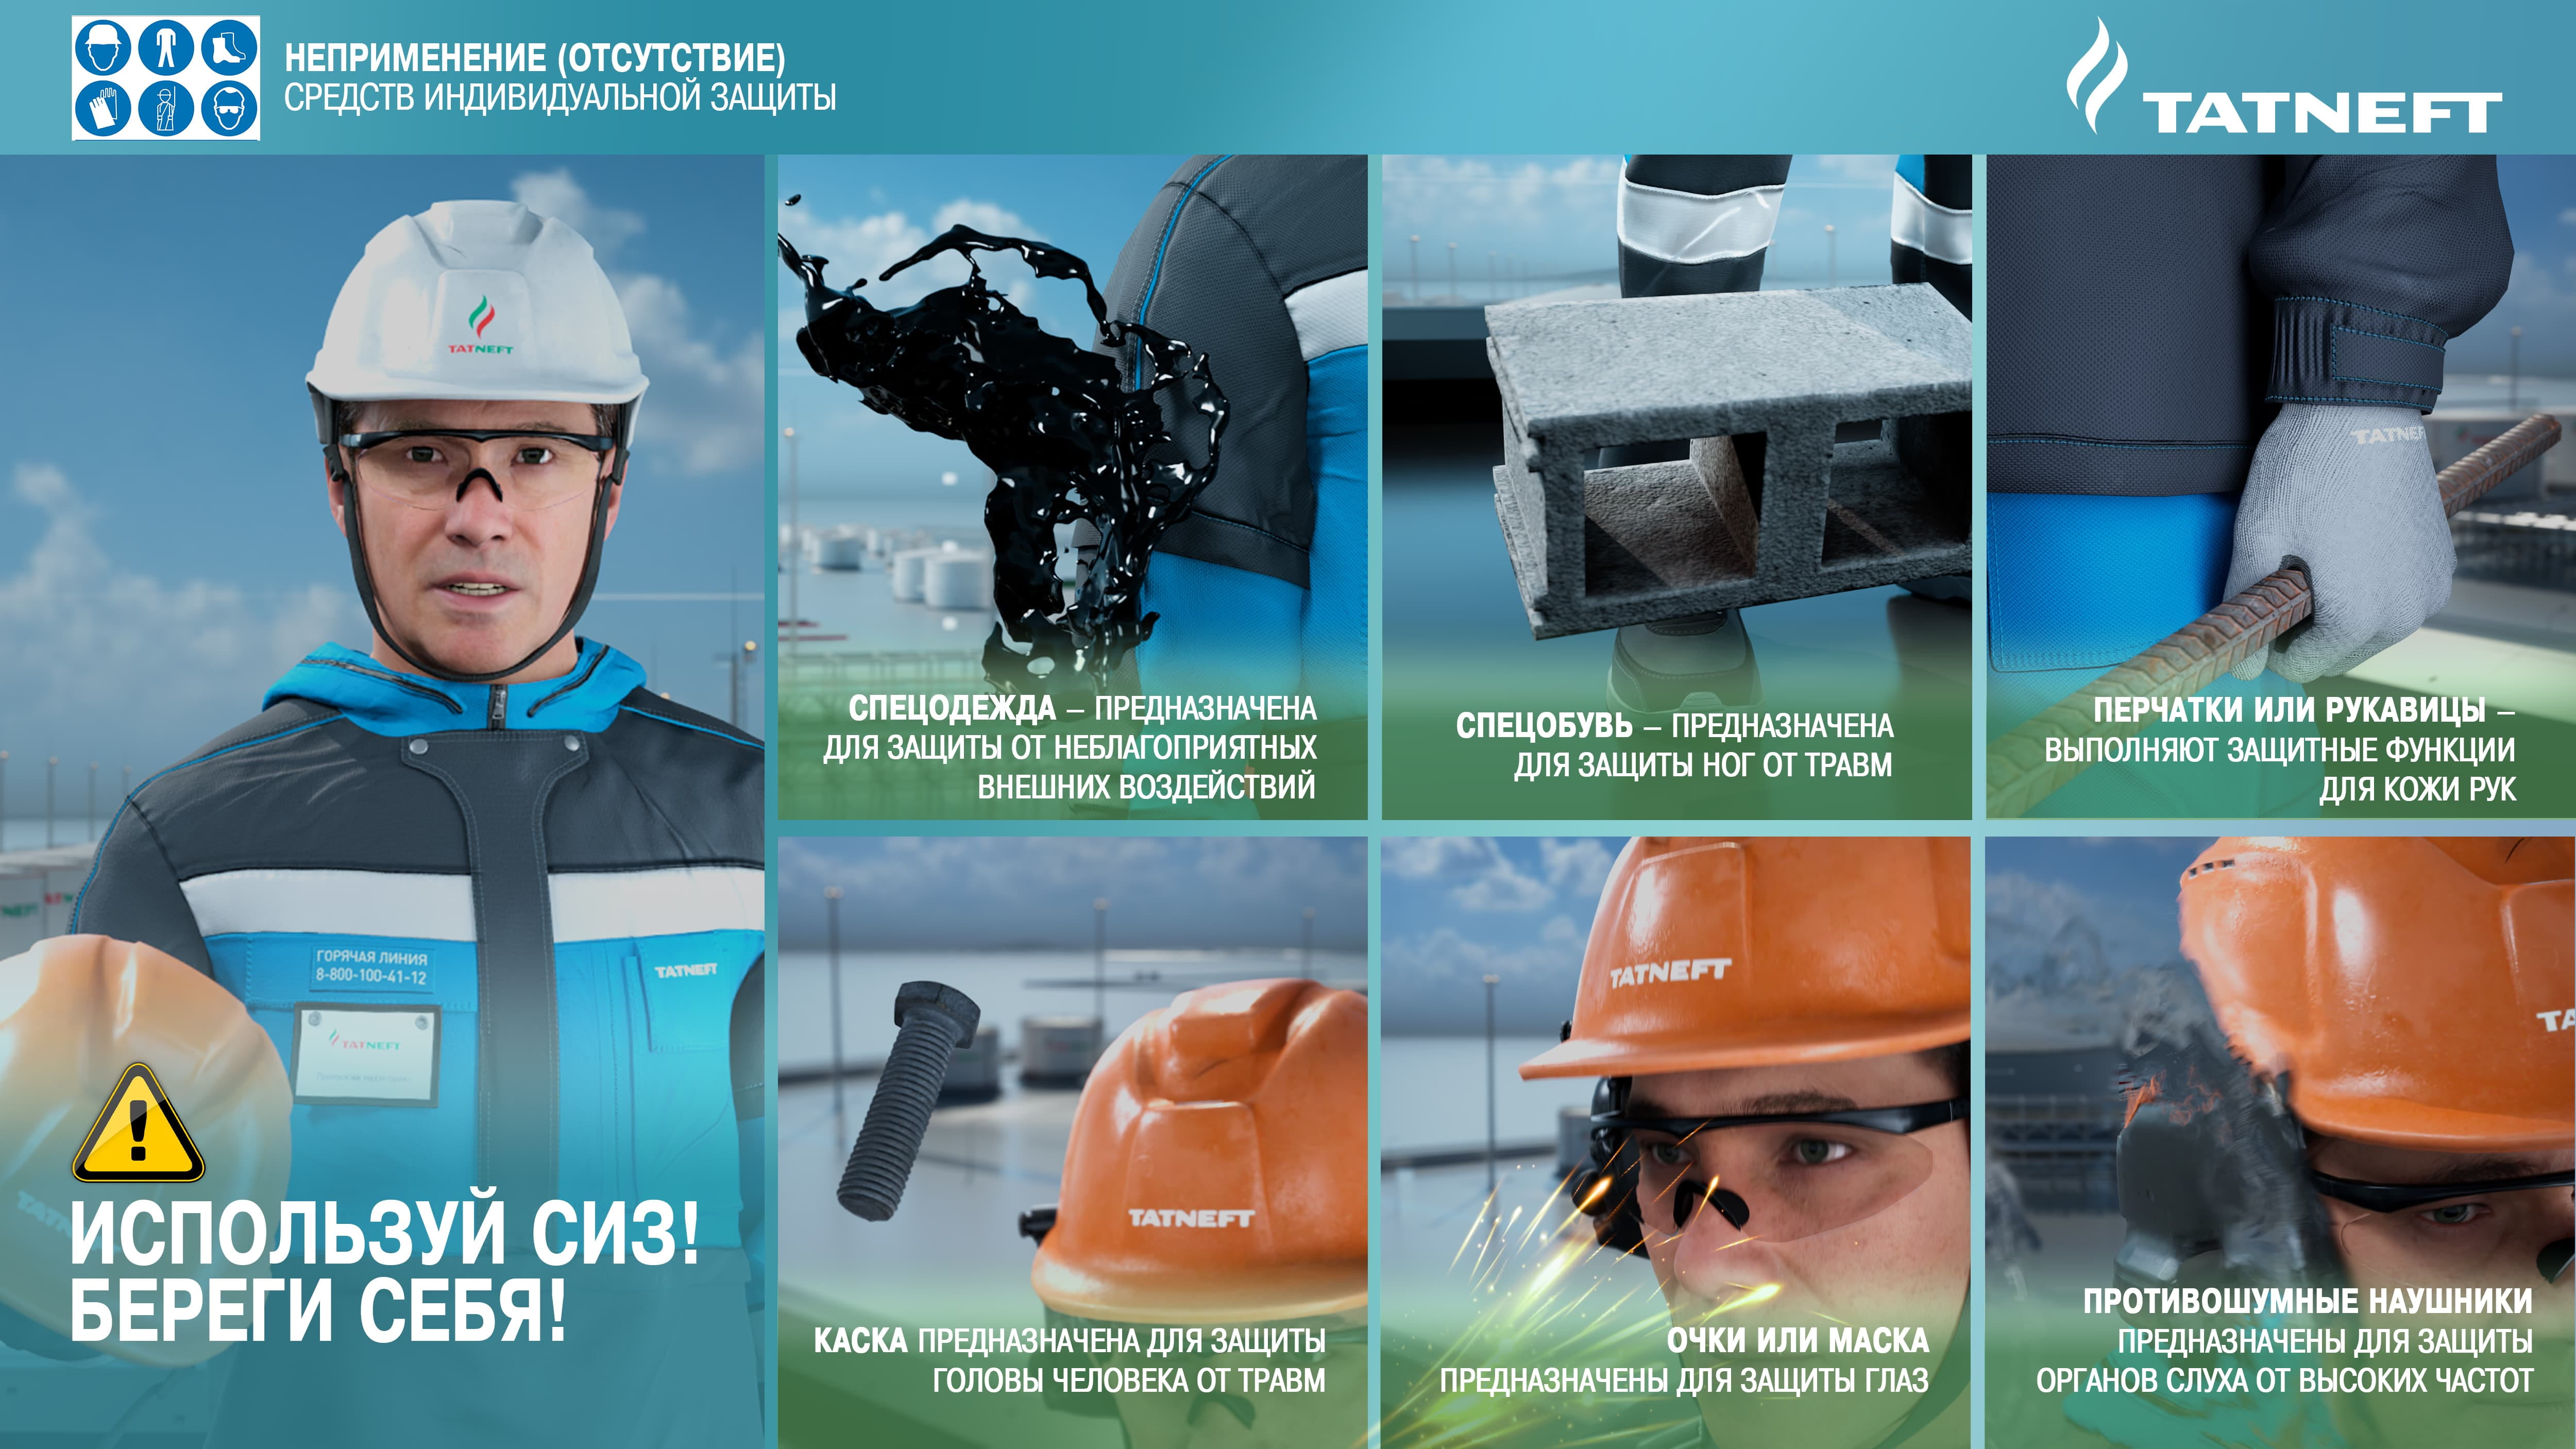 НЕПРИМЕНЕНИЕ (ОТСУТСТВИЕ)
СРЕДСТВ ИНДИВИДУАЛЬНОЙ ЗАЩИТЫ
TATNEFT
TATNEFT
ГОРЯЧАЯ ЛИНИЯ
8-800-100-41-12
TATNEFT
TATNEFT
ИСПОЛЬЗУЙ СИЗ!
БЕРЕГИ СЕБЯ!
СПЕЦОДЕЖДА – ПРЕДНАЗНАЧЕНА
ДЛЯ ЗАЩИТЫ ОТ НЕБЛАГОПРИЯТНЫХ
ВНЕШНИХ ВОЗДЕЙСТВИЙ
СПЕЦОБУВЬ – ПРЕДНАЗНАЧЕНА
ДЛЯ ЗАЩИТЫ НОГ ОТ ТРАВМ
TATNEFT
ПЕРЧАТКИ ИЛИ РУКАВИЦЫ –
ВЫПОЛНЯЮТ ЗАЩИТНЫЕ ФУНКЦИИ
ДЛЯ КОЖИ РУК
TATNEFT
КАСКА ПРЕДНАЗНАЧЕНА ДЛЯ ЗАЩИТЫ
ГОЛОВЫ ЧЕЛОВЕКА ОТ ТРАВМ
TATNEFT
ОЧКИ ИЛИ МАСКА
ПРЕДНАЗНАЧЕНЫ ДЛЯ ЗАЩИТЫ ГЛАЗ
TA
ПРОТИВОШУМНЫЕ НАУШНИКИ
ПРЕДНАЗНАЧЕНЫ ДЛЯ ЗАЩИТЫ
ОРГАНОВ СЛУХА ОТ ВЫСОКИХ ЧАСТОТ